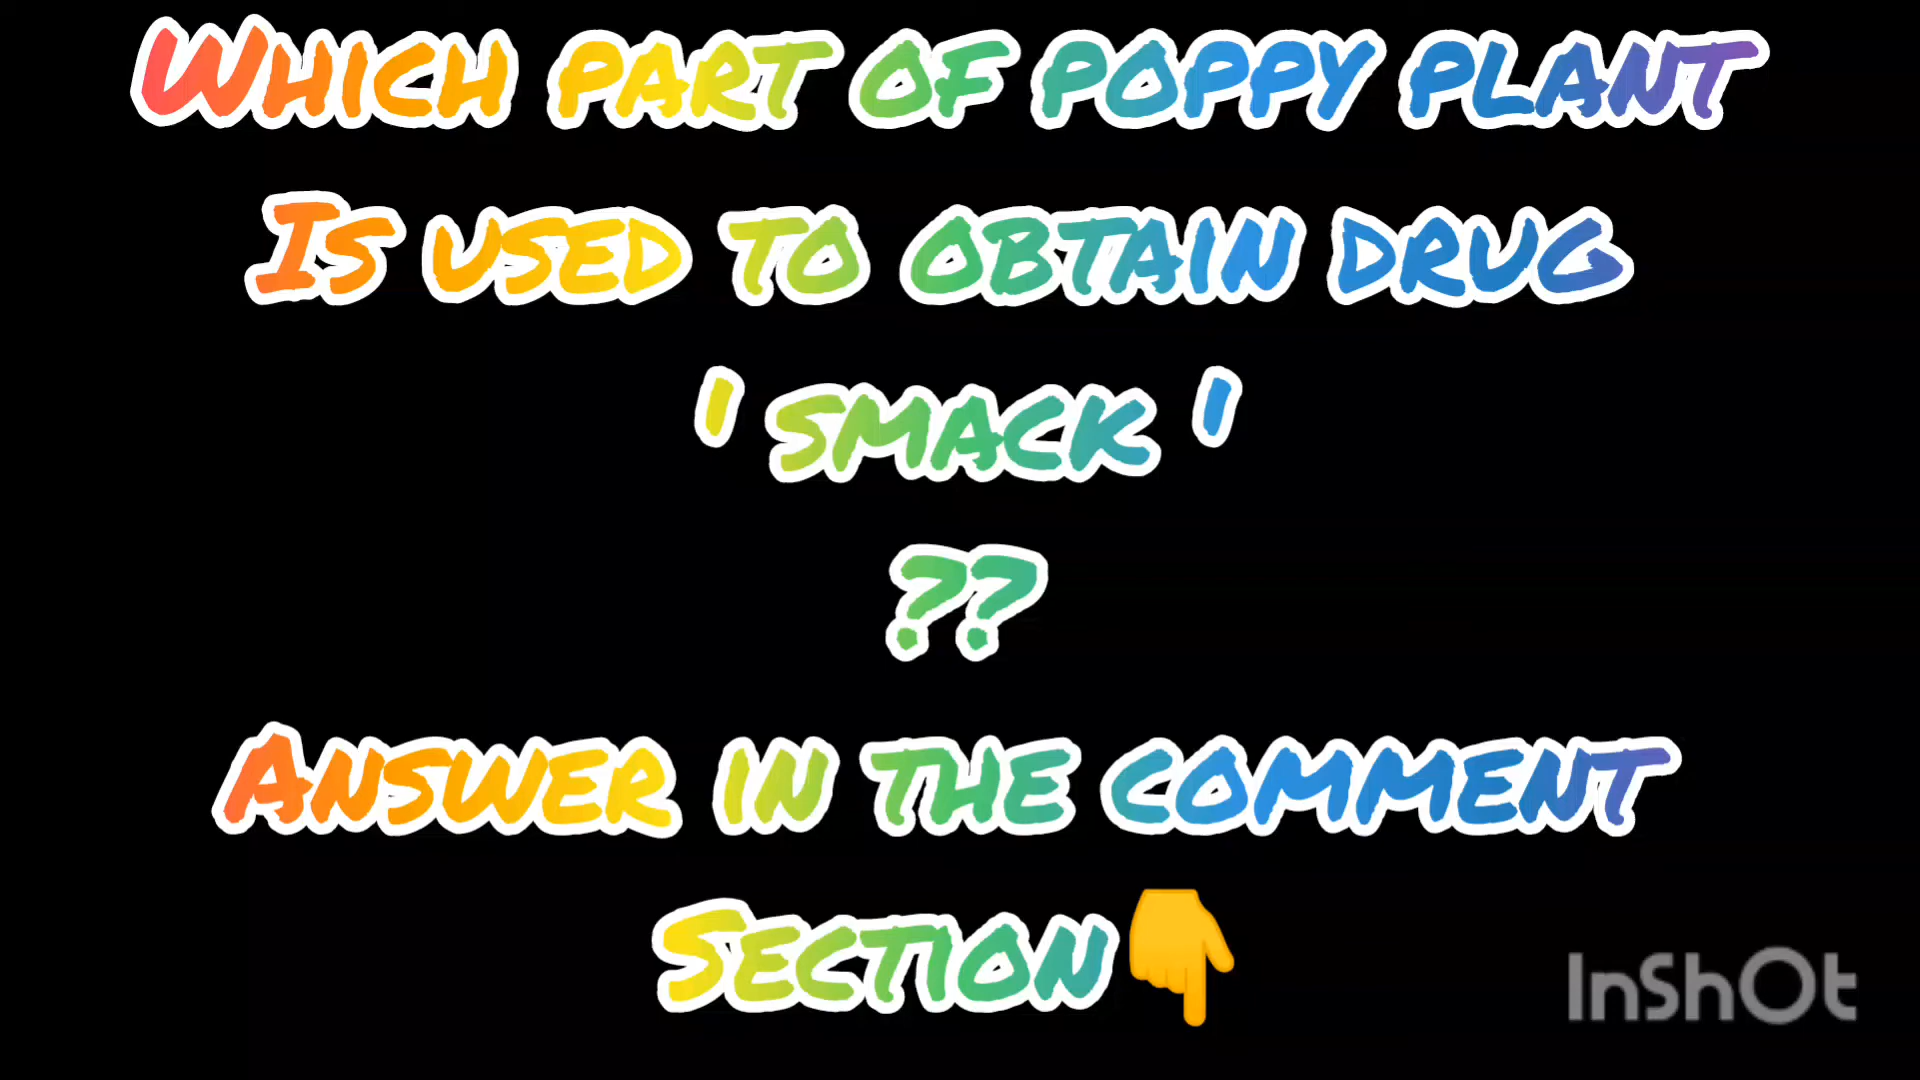 Which part of poppy plant
Is used to obtain drug
' smack '
??
Answer in the comment
Section👇
InShOt